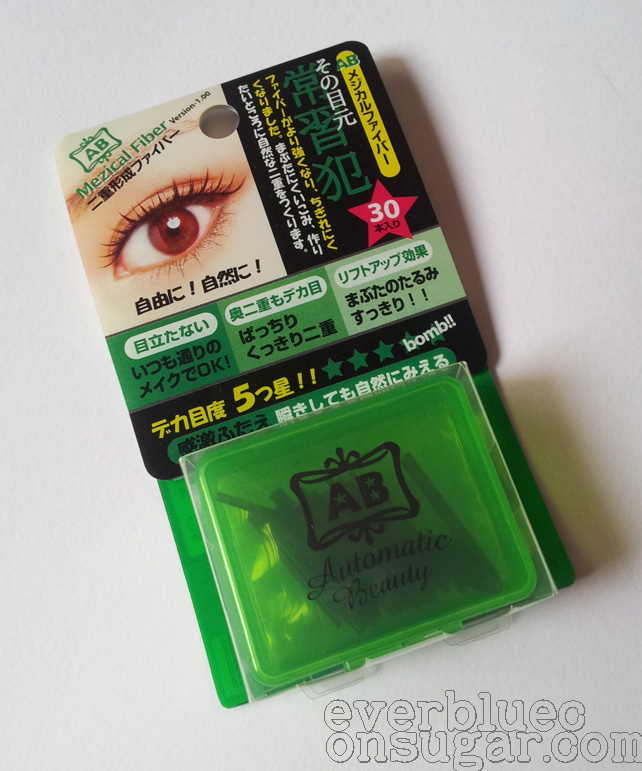 AB
Mezical Fiber
Version-1.00
二重形成ファイバー
AB メジカルファイバー
その目元
常習犯
ファイバーがより強くなり、ちぎれにく
くなりました。まぶたにくいこみ、作り
たいところに自然な二重をつくります。
30
本入り
自由に!自然に!
目立たない
いつも通りの
メイクでOK!
奥二重もデカ目
ぱっちり
くっきり二重
リフトアップ効果
まぶたのたるみ
すっきり!!
デカ目度 5つ星!!★★★★★bomb!!
感激ふたえ 瞬きしても自然にみえる
AB
Automatic
Beauty
everbluec
onsugar.com